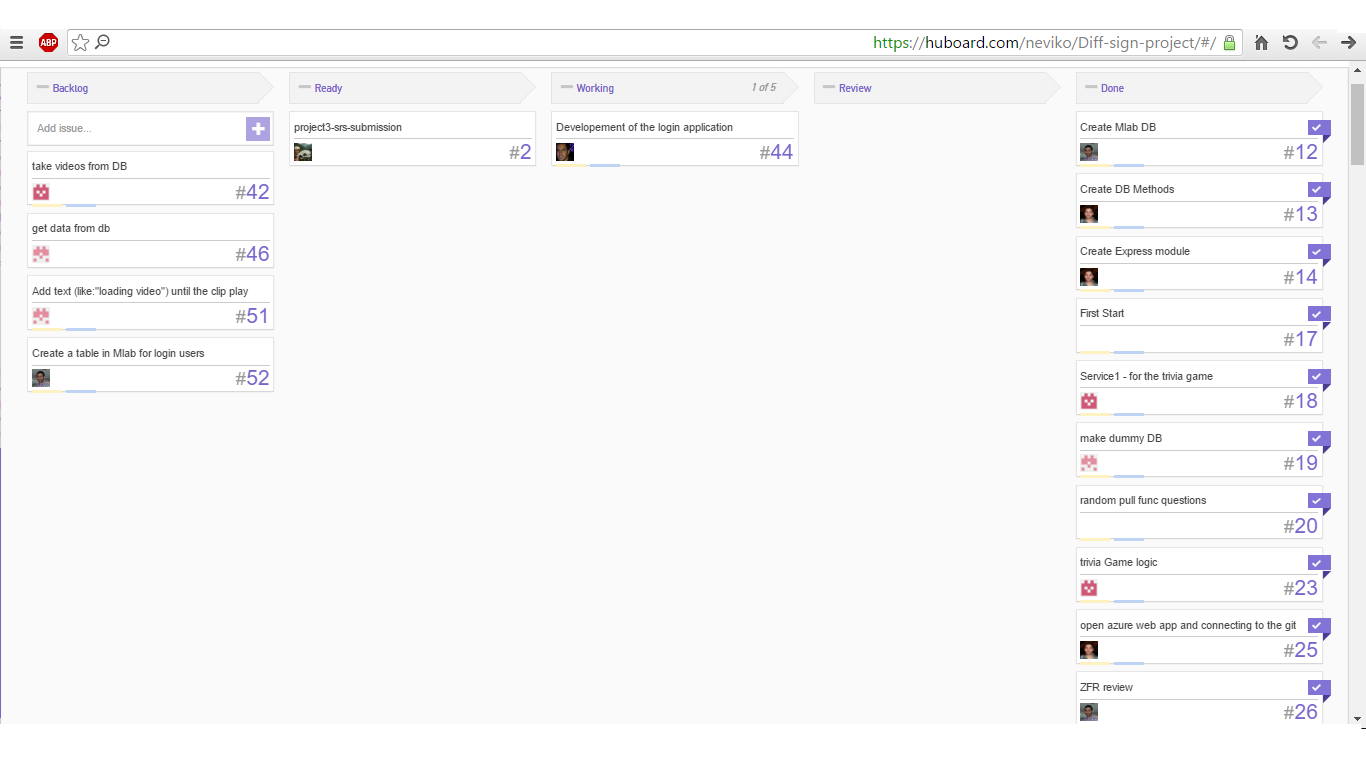 ABP
https://huboard.com/neviko/Diff-sign-project/#/
Backlog
Add issue...
take videos from DB
#42
get data from db
#46
Add text (like:"loading video") until the clip play
#51
Create a table in Mlab for login users
#52
Ready
project3-srs-submission
#2
Working
1 of 5
Developement of the login application
#44
Review
Done
Create Mlab DB
#12
Create DB Methods
#13
Create Express module
#14
First Start
#17
Service1 - for the trivia game
#18
make dummy DB
#19
random pull func questions
#20
trivia Game logic
#23
open azure web app and connecting to the git
#25
ZFR review
#26